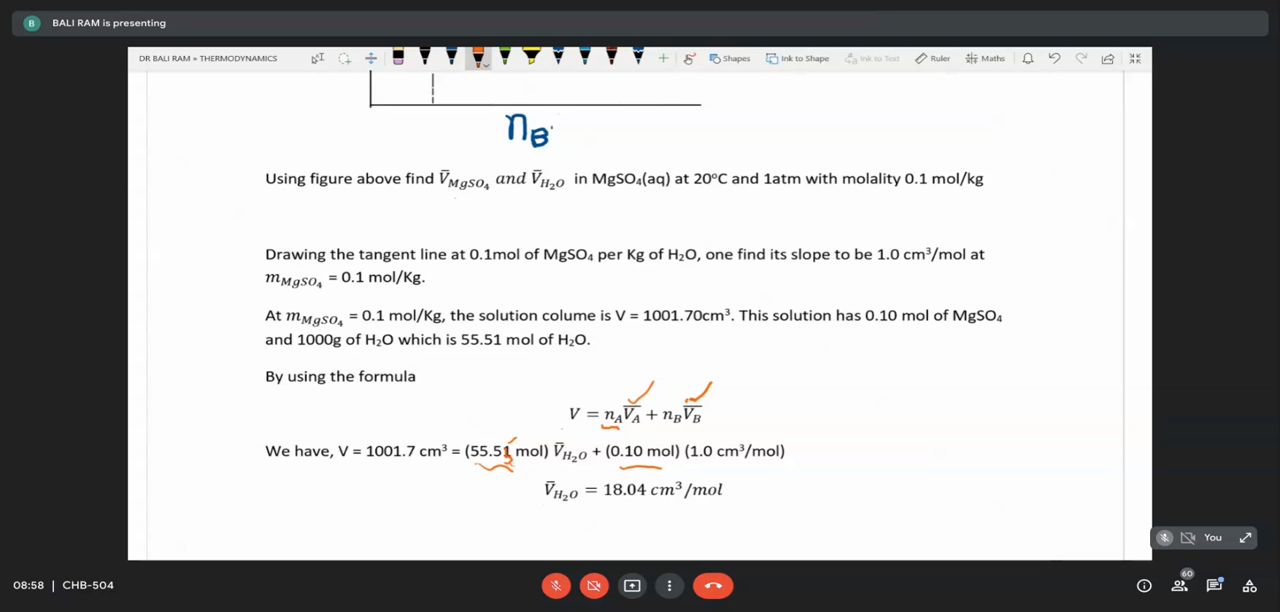 B BALI RAM is presenting
DR BALI RAM » THERMODYNAMICS
Shapes
Ink to Shape
Ink to Text
Ruler
Maths
n_B
Using figure above find V̅_MgSO₄ and V̅_H₂O in MgSO₄(aq) at 20°C and 1atm with molality 0.1 mol/kg
Drawing the tangent line at 0.1mol of MgSO₄ per Kg of H₂O, one find its slope to be 1.0 cm³/mol at
m_MgSO₄ = 0.1 mol/Kg.
At m_MgSO₄ = 0.1 mol/Kg, the solution colume is V = 1001.70cm³. This solution has 0.10 mol of MgSO₄
and 1000g of H₂O which is 55.51 mol of H₂O.
By using the formula
V = n_A V̅_A + n_B V̅_B
We have, V = 1001.7 cm³ = (55.51 mol) V̅_H₂O + (0.10 mol) (1.0 cm³/mol)
V̅_H₂O = 18.04 cm³/mol
You
08:58 | CHB-504
60